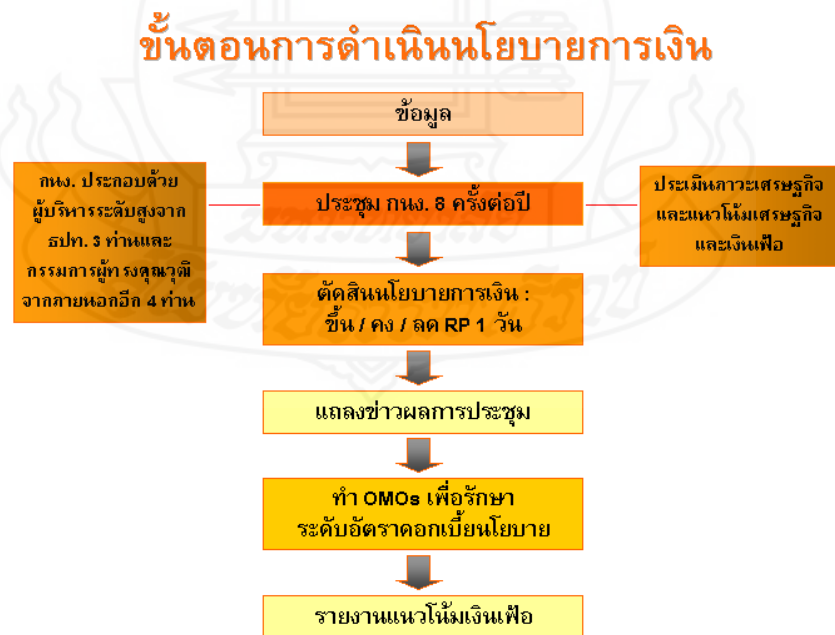 ขั้นตอนการดำเนินนโยบายการเงิน
ข้อมูล
กนง. ประกอบด้วย
ผู้บริหารระดับสูงจาก
ธปท. 3 ท่านและ
กรรมการผู้ทรงคุณวุฒิ
จากภายนอกอีก 4 ท่าน
ประชุม กนง. 8 ครั้งต่อปี
ประเมินภาวะเศรษฐกิจ
และแนวโน้มเศรษฐกิจ
และเงินเฟ้อ
ตัดสินนโยบายการเงิน :
ขึ้น / คง / ลด RP 1 วัน
แถลงข่าวผลการประชุม
ทำ OMOs เพื่อรักษา
ระดับอัตราดอกเบี้ยนโยบาย
รายงานแนวโน้มเงินเฟ้อ